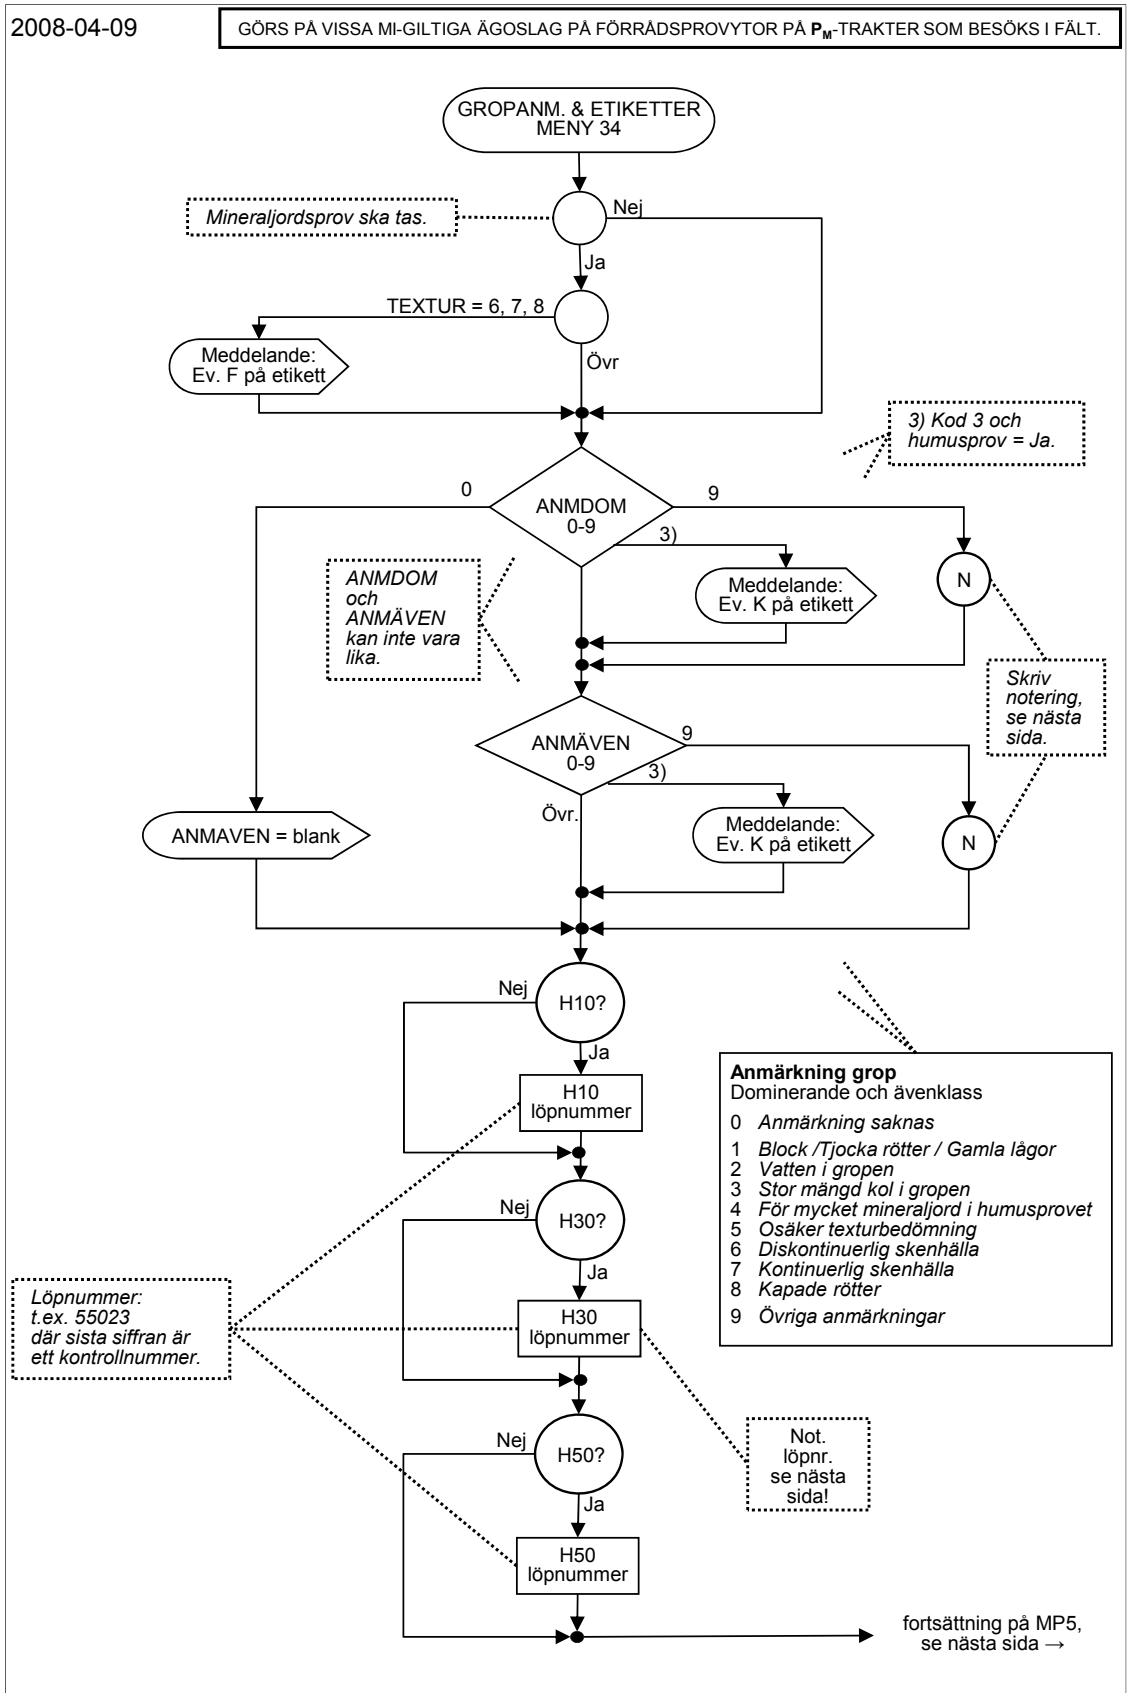 2008-04-09
GÖRS PÅ VISSA MI-GILTIGA ÄGOSLAG PÅ FÖRRÅDSPROVYTOR PÅ PM-TRAKTER SOM BESÖKS I FÄLT.
GROPANM. & ETIKETTER
MENY 34
Mineraljordsprov ska tas.
Nej
Ja
TEXTUR = 6, 7, 8
Meddelande:
Ev. F på etikett
Övr
3) Kod 3 och
humusprov = Ja.
0
ANMDOM
0-9
9
3)
ANMDOM
och
ANMÄVEN
kan inte vara
lika.
Meddelande:
Ev. K på etikett
N
Skriv
notering,
se nästa
sida.
ANMÄVEN
0-9
9
3)
Övr.
ANMAVEN = blank
Meddelande:
Ev. K på etikett
N
Nej
H10?
Ja
H10
löpnummer
Anmärkning grop
Dominerande och ävenklass
0 Anmärkning saknas
1 Block /Tjocka rötter / Gamla lågor
2 Vatten i gropen
3 Stor mängd kol i gropen
4 För mycket mineraljord i humusprovet
5 Osäker texturbedömning
6 Diskontinuerlig skenhälla
7 Kontinuerlig skenhälla
8 Kapade rötter
9 Övriga anmärkningar
Nej
H30?
Ja
Löpnummer:
t.ex. 55023
där sista siffran är
ett kontrollnummer.
H30
löpnummer
Nej
H50?
Ja
Not.
löpnr.
se nästa
sida!
H50
löpnummer
fortsättning på MP5,
se nästa sida →